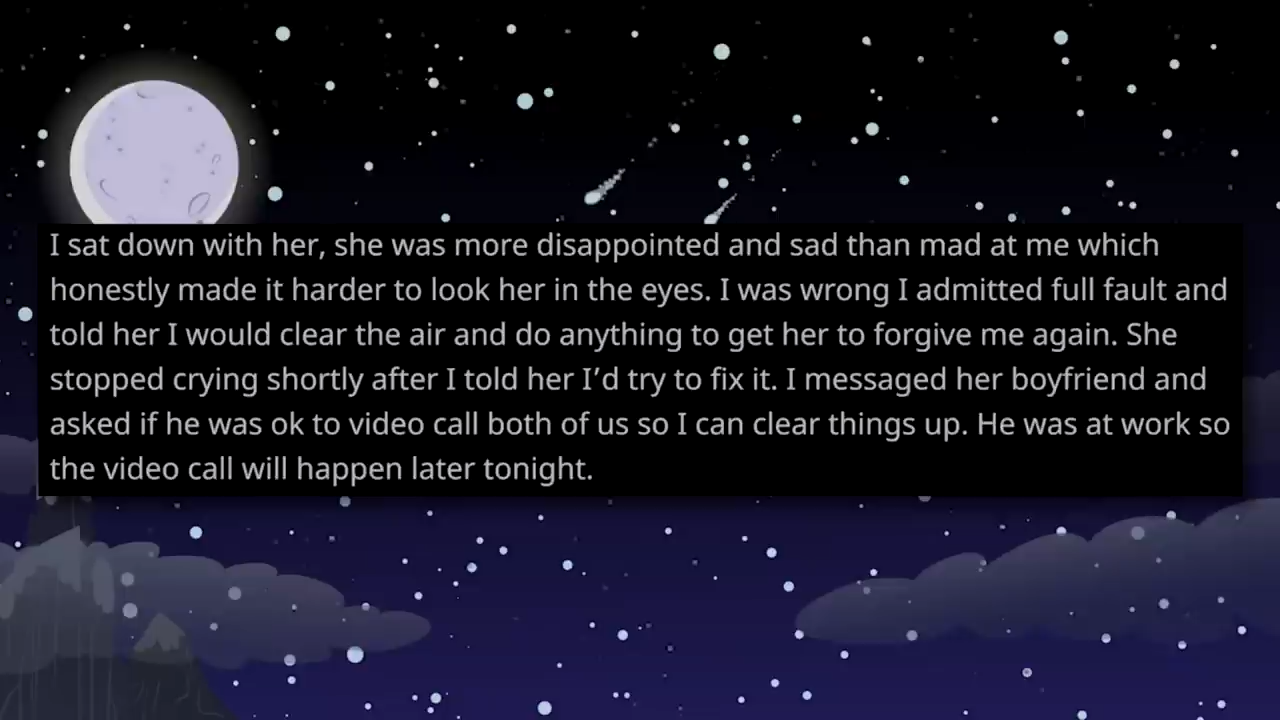 I sat down with her, she was more disappointed and sad than mad at me which
honestly made it harder to look her in the eyes. I was wrong I admitted full fault and
told her I would clear the air and do anything to get her to forgive me again. She
stopped crying shortly after I told her I’d try to fix it. I messaged her boyfriend and
asked if he was ok to video call both of us so I can clear things up. He was at work so
the video call will happen later tonight.